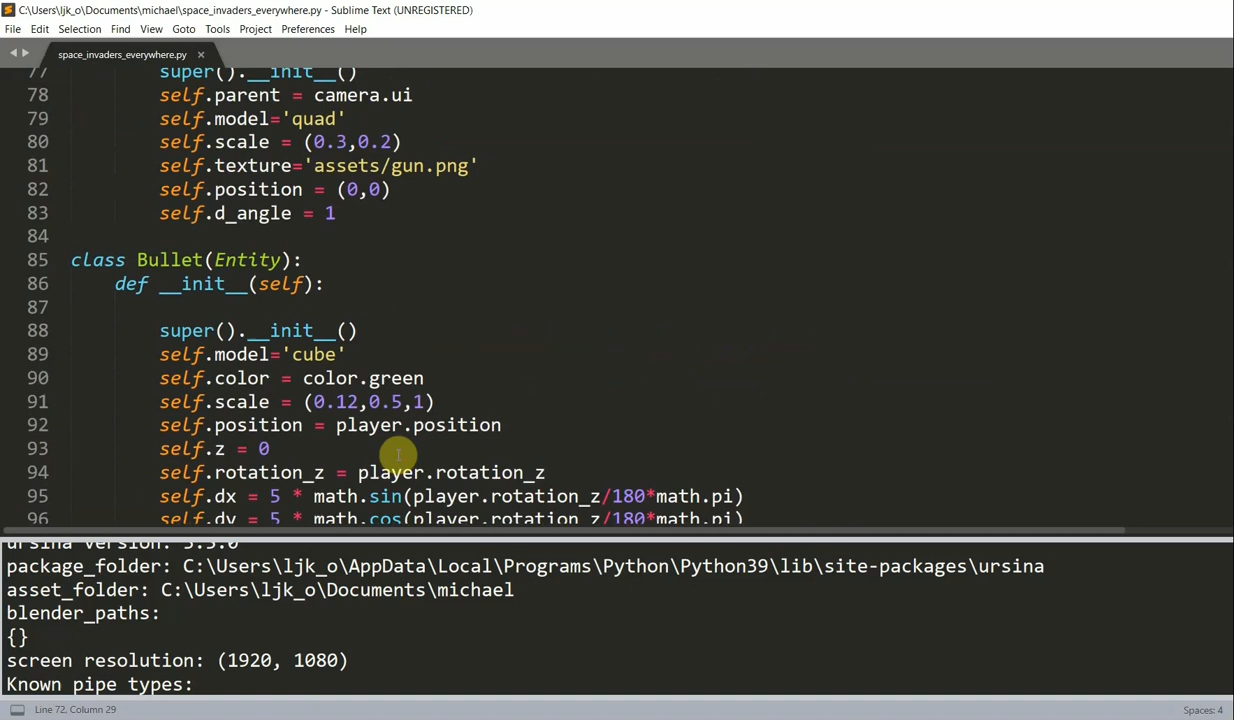 C:\Users\ljk_o\Documents\michael\space_invaders_everywhere.py - Sublime Text (UNREGISTERED)
File Edit Selection Find View Goto Tools Project Preferences Help
space_invaders_everywhere.py ×
77 super().__init__()
78 self.parent = camera.ui
79 self.model='quad'
80 self.scale = (0.3,0.2)
81 self.texture='assets/gun.png'
82 self.position = (0,0)
83 self.d_angle = 1
84
85 class Bullet(Entity):
86 def __init__(self):
87
88 super().__init__()
89 self.model='cube'
90 self.color = color.green
91 self.scale = (0.12,0.5,1)
92 self.position = player.position
93 self.z = 0
94 self.rotation_z = player.rotation_z
95 self.dx = 5 * math.sin(player.rotation_z/180*math.pi)
96 self.dy = 5 * math.cos(player.rotation_z/180*math.pi)
ursina version:
package_folder: C:\Users\ljk_o\AppData\Local\Programs\Python\Python39\lib\site-packages\ursina
asset_folder: C:\Users\ljk_o\Documents\michael
blender_paths:
{}
screen resolution: (1920, 1080)
Known pipe types:
Line 72, Column 29
Spaces: 4